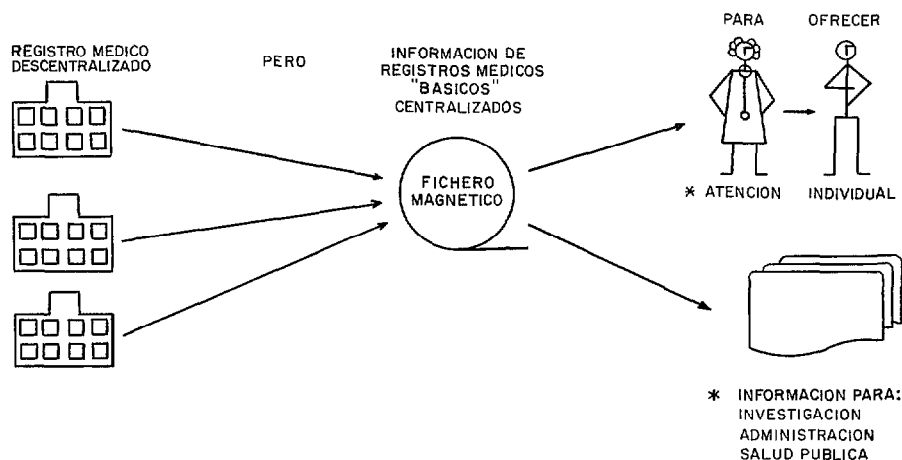 REGISTRO MEDICO
DESCENTRALIZADO
PERO
INFORMACION DE
REGISTROS MEDICOS
"BASICOS"
CENTRALIZADOS
FICHERO
MAGNETICO
PARA OFRECER
* ATENCION INDIVIDUAL
* INFORMACION PARA:
INVESTIGACION
ADMINISTRACION
SALUD PUBLICA